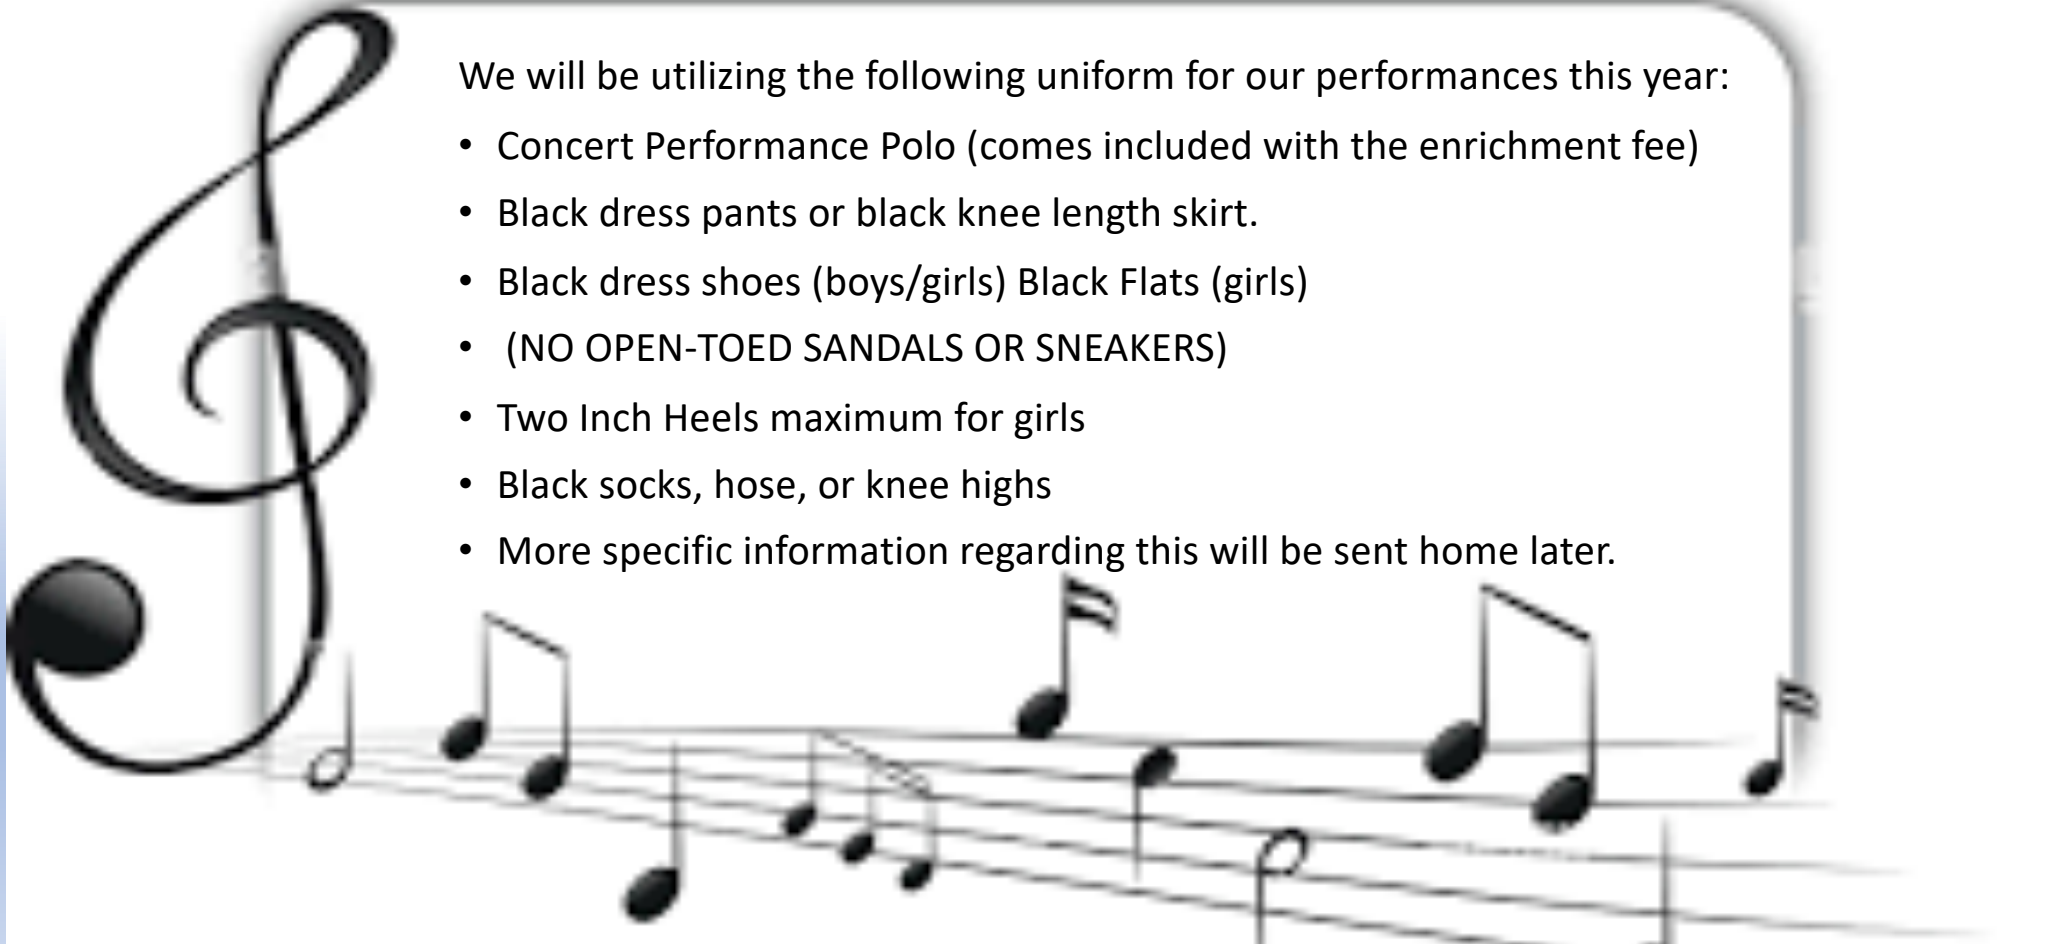 We will be utilizing the following uniform for our performances this year:
• Concert Performance Polo (comes included with the enrichment fee)
• Black dress pants or black knee length skirt.
• Black dress shoes (boys/girls) Black Flats (girls)
• (NO OPEN-TOED SANDALS OR SNEAKERS)
• Two Inch Heels maximum for girls
• Black socks, hose, or knee highs
• More specific information regarding this will be sent home later.